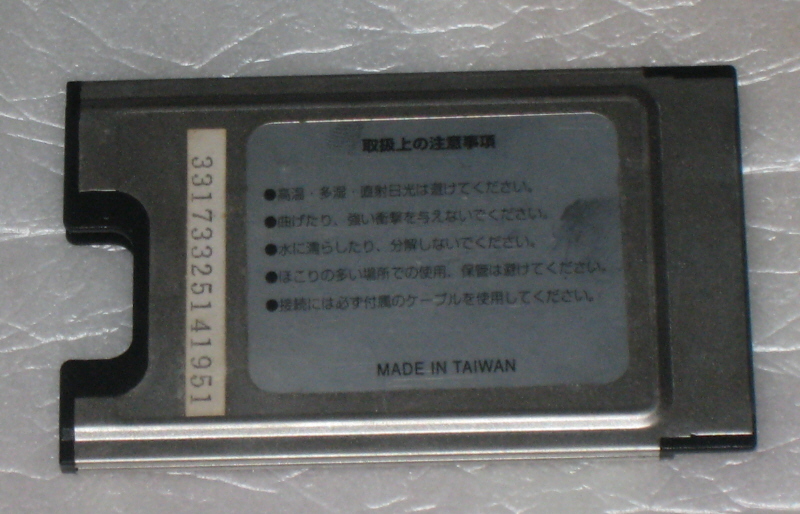 取扱上の注意事項
●高温・多湿・直射日光は避けてください。
●曲げたり、強い衝撃を与えないでください。
●水に濡らしたり、分解しないでください。
●ほこりの多い場所での使用、保管は避けてください。
●接続には必ず付属のケーブルを使用してください。
MADE IN TAIWAN
33173325141951